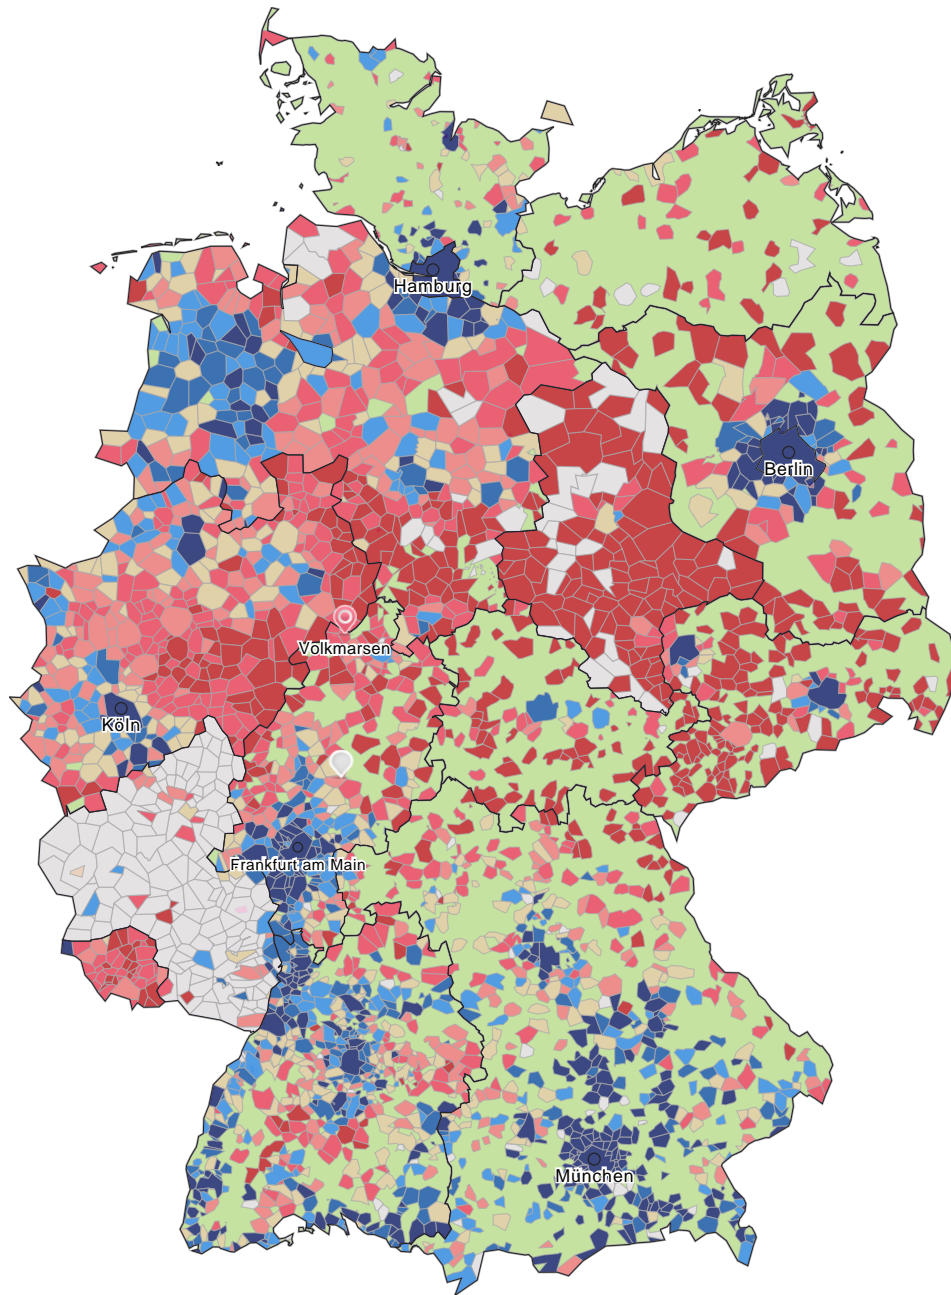 Hamburg
Berlin
Volkmarsen
Köln
Frankfurt am Main
München